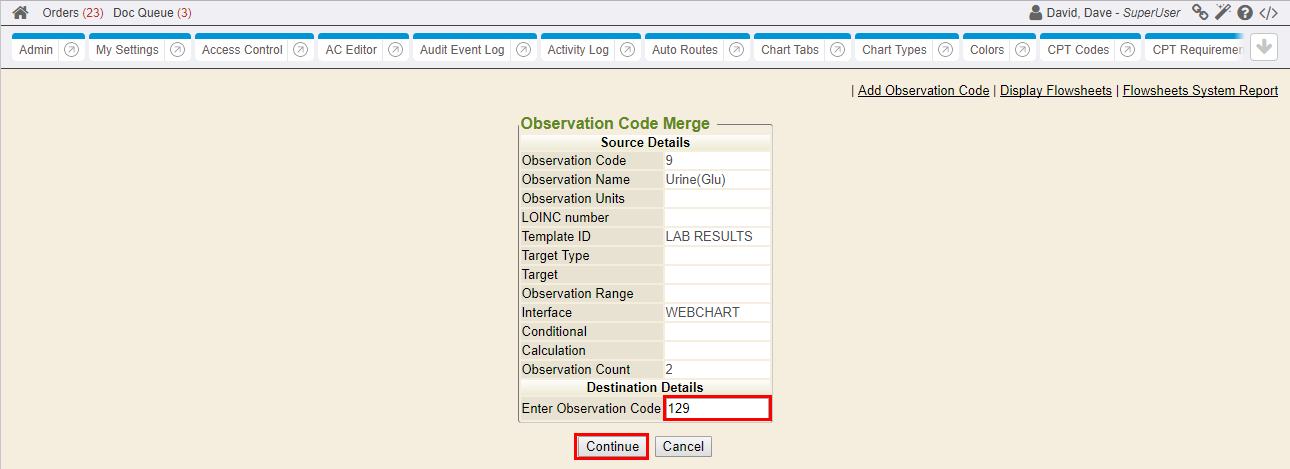 Orders (23) Doc Queue (3) David, Dave - SuperUser
Admin My Settings Access Control AC Editor Audit Event Log Activity Log Auto Routes Chart Tabs Chart Types Colors CPT Codes CPT Requiremen
| Add Observation Code | Display Flowsheets | Flowsheets System Report
Observation Code Merge
Source Details
Observation Code 9
Observation Name Urine(Glu)
Observation Units
LOINC number
Template ID LAB RESULTS
Target Type
Target
Observation Range
Interface WEBCHART
Conditional
Calculation
Observation Count 2
Destination Details
Enter Observation Code 129
Continue Cancel